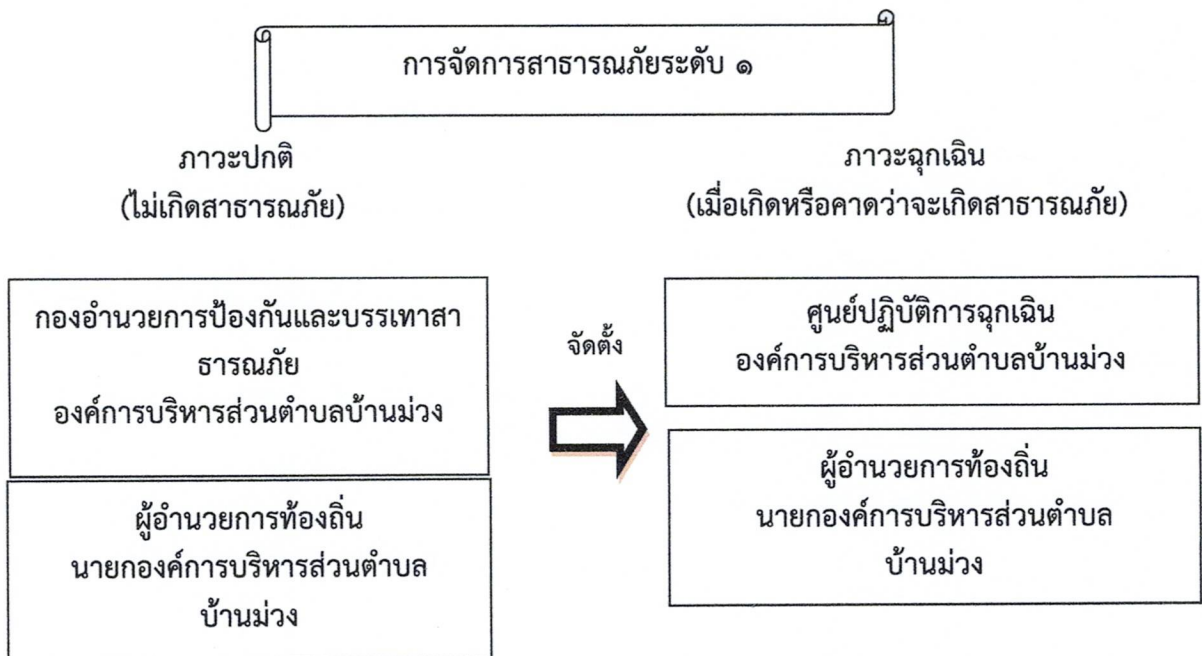 การจัดการสาธารณภัยระดับ ๑
ภาวะปกติ
(ไม่เกิดสาธารณภัย)
ภาวะฉุกเฉิน
(เมื่อเกิดหรือคาดว่าจะเกิดสาธารณภัย)
กองอำนวยการป้องกันและบรรเทาสา
ธารณภัย
องค์การบริหารส่วนตำบลบ้านม่วง
ผู้อำนวยการท้องถิ่น
นายกองค์การบริหารส่วนตำบล
บ้านม่วง
จัดตั้ง
ศูนย์ปฏิบัติการฉุกเฉิน
องค์การบริหารส่วนตำบลบ้านม่วง
ผู้อำนวยการท้องถิ่น
นายกองค์การบริหารส่วนตำบล
บ้านม่วง